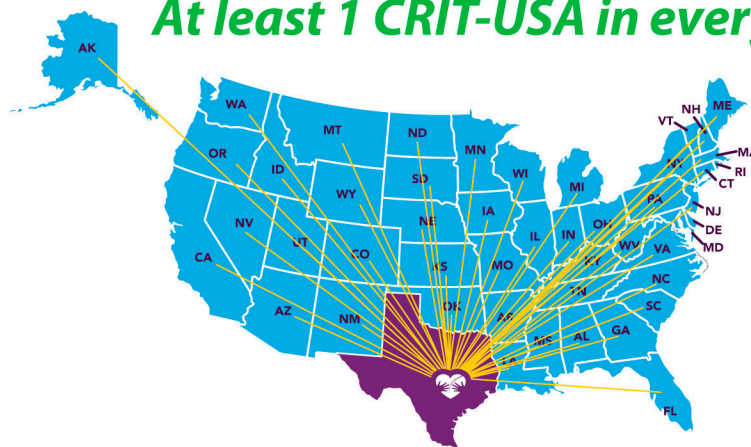 At least 1 CRIT-USA in every
AK
WA
MT
ND
MN
VT
NH
ME
OR
ID
SD
WI
MI
NY
MA
RI
CT
WY
NE
IA
PA
NJ
NV
UT
CO
IL
IN
OH
WV
DE
MD
VA
CA
KS
MO
KY
NC
AZ
NM
OK
AR
TN
SC
MS
AL
GA
LA
FL